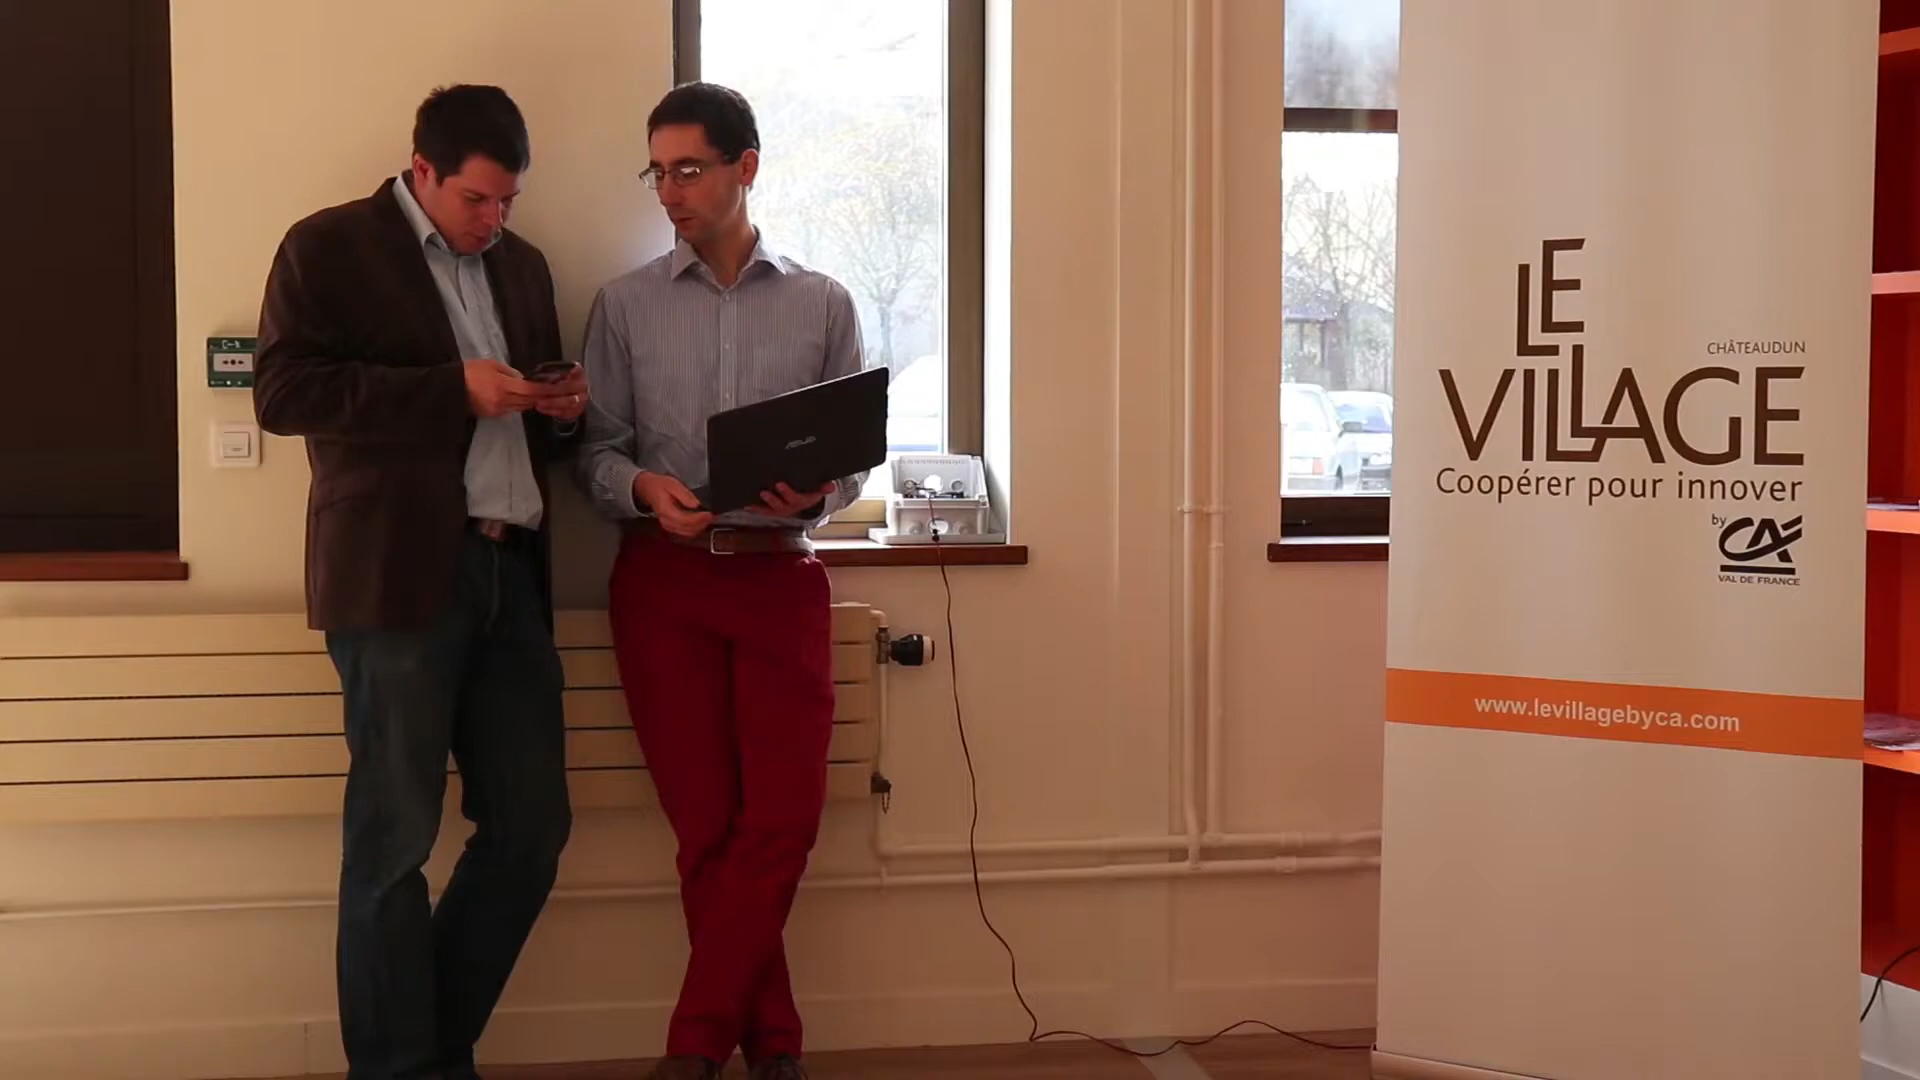 ASUS
LE
CHÂTEAUDUN
VILLAGE
Coopérer pour innover
by CA
VAL DE FRANCE
www.levillagebyca.com